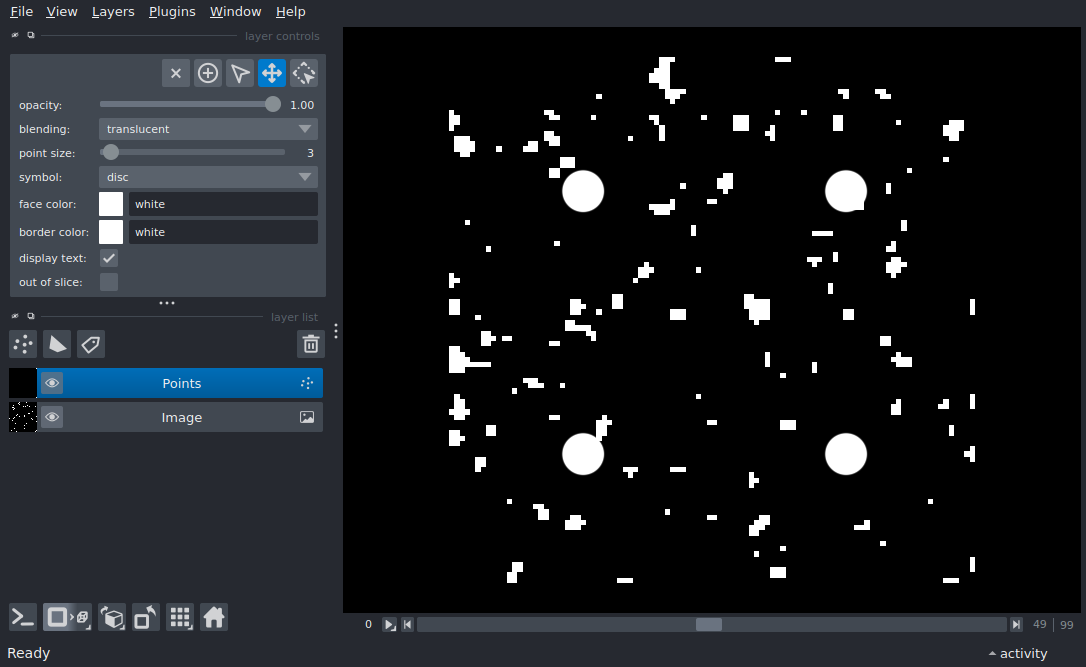 File View Layers Plugins Window Help
layer controls
opacity: 1.00
blending: translucent
point size: 3
symbol: disc
face color: white
border color: white
display text:
out of slice:
layer list
Points
Image
0 49 | 99
Ready activity